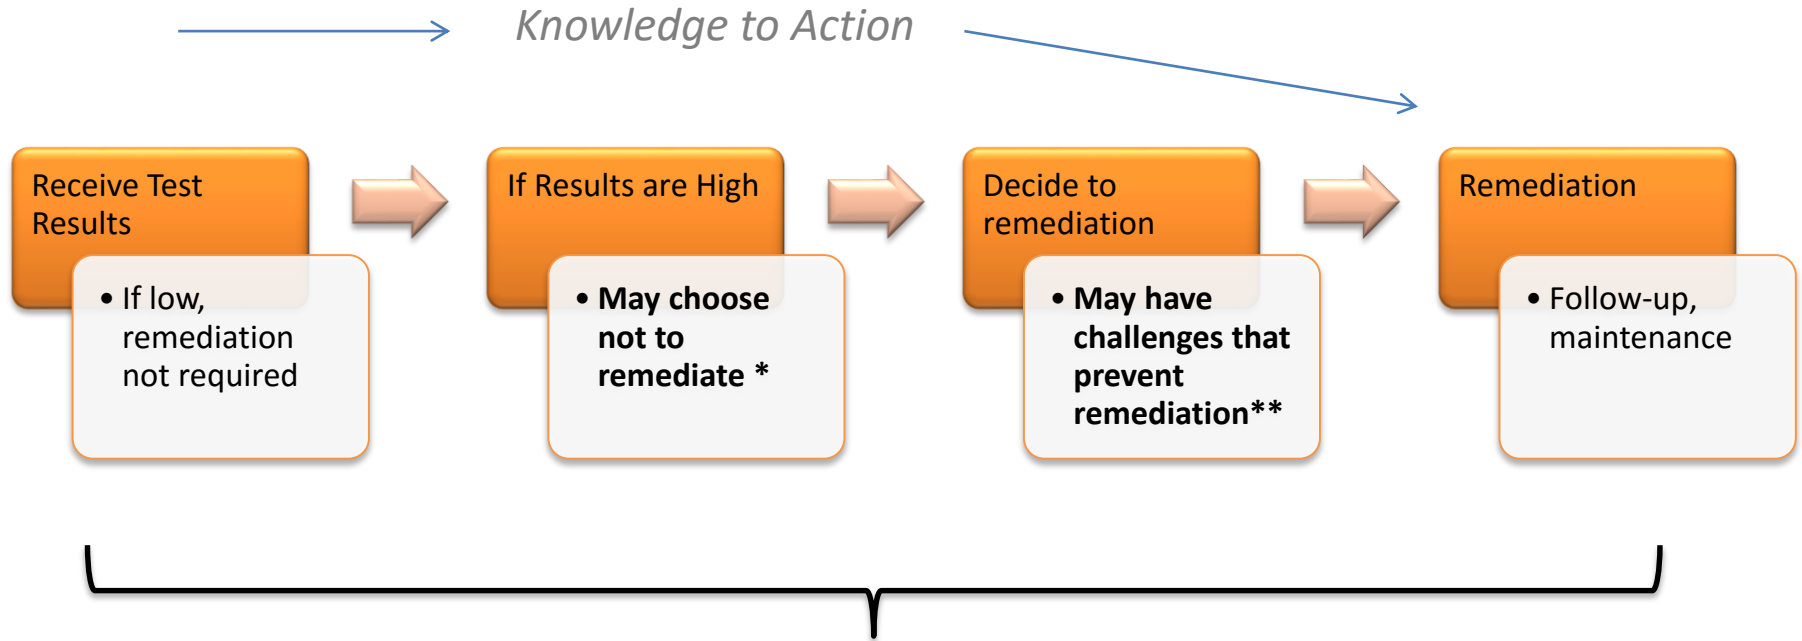 Knowledge to Action
Receive Test
Results
• If low,
remediation
not required
If Results are High
• May choose
not to
remediate *
Decide to
remediation
• May have
challenges that
prevent
remediation**
Remediation
• Follow-up,
maintenance